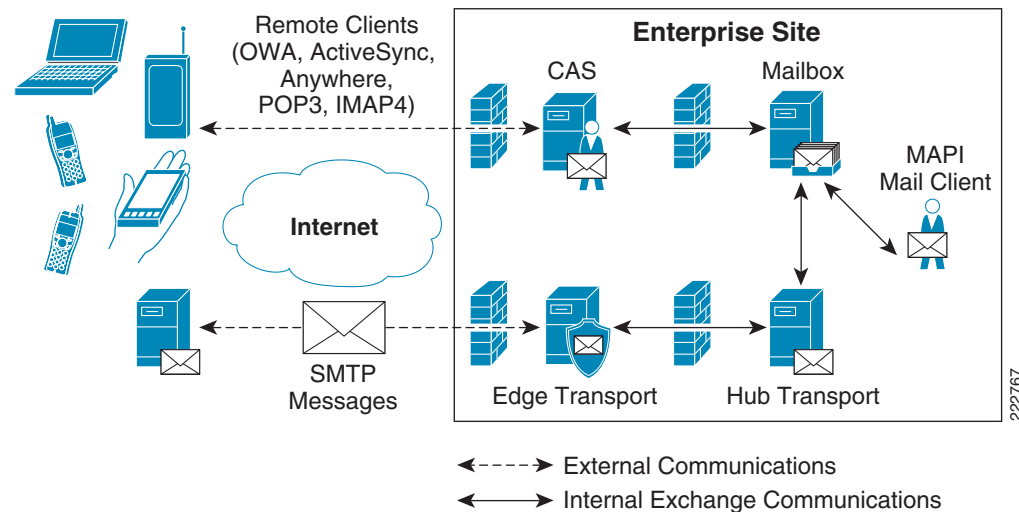 Remote Clients
(OWA, ActiveSync,
Anywhere,
POP3, IMAP4)
Enterprise Site
CAS
Mailbox
MAPI
Mail Client
Internet
SMTP
Messages
Edge Transport
Hub Transport
222767
External Communications
Internal Exchange Communications